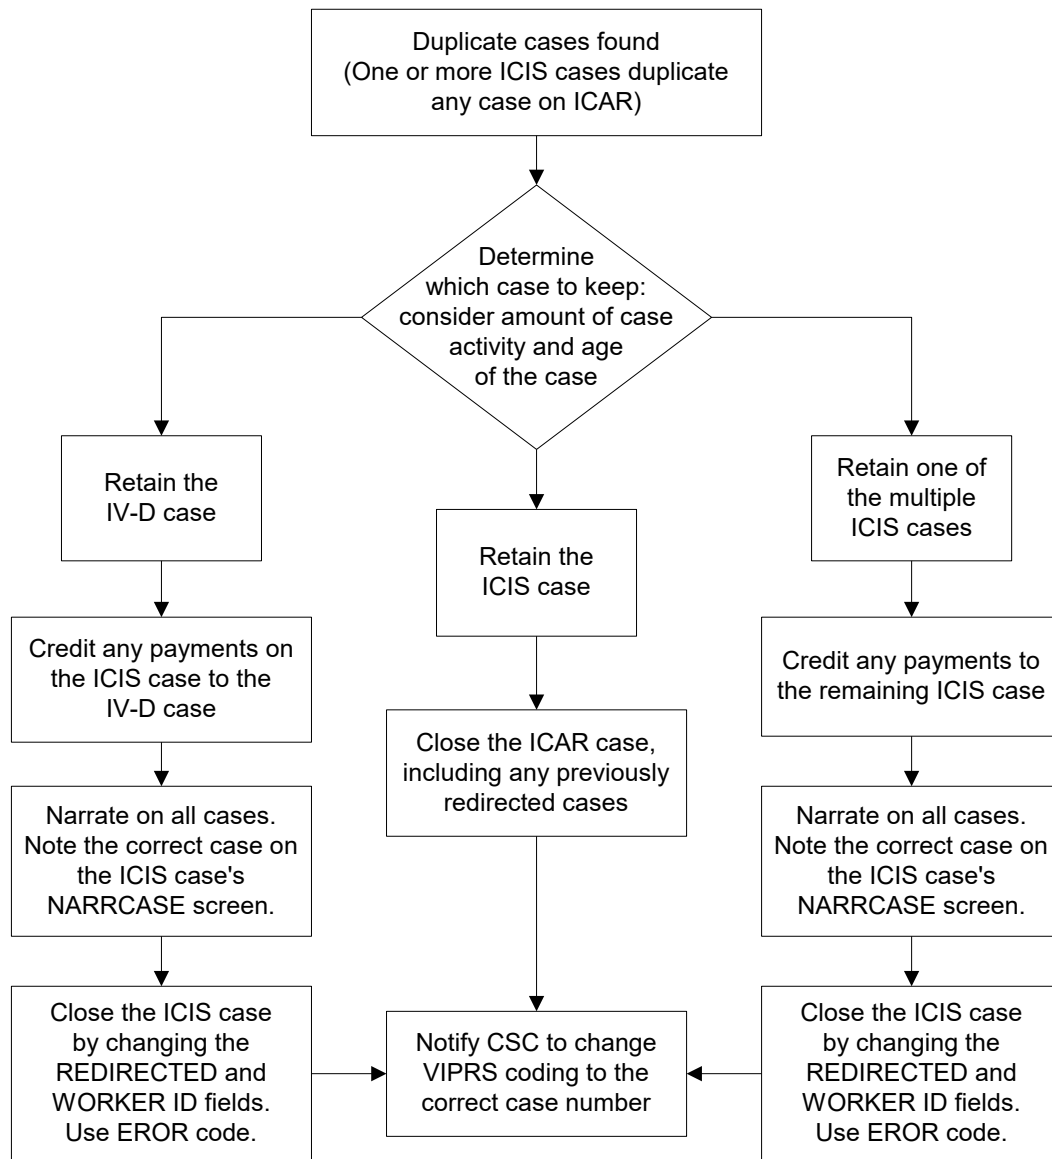 Duplicate cases found
(One or more ICIS cases duplicate
any case on ICAR)
Determine
which case to keep:
consider amount of case
activity and age
of the case
Retain the
IV-D case
Retain the
ICIS case
Retain one of
the multiple
ICIS cases
Credit any payments on
the ICIS case to the
IV-D case
Credit any payments to
the remaining ICIS case
Close the ICAR case,
including any previously
redirected cases
Narrate on all cases.
Note the correct case on
the ICIS case's
NARRCASE screen.
Narrate on all cases.
Note the correct case on
the ICIS case's
NARRCASE screen.
Close the ICIS case
by changing the
REDIRECTED and
WORKER ID fields.
Use EROR code.
Notify CSC to change
VIPRS coding to the
correct case number
Close the ICIS case
by changing the
REDIRECTED and
WORKER ID fields.
Use EROR code.